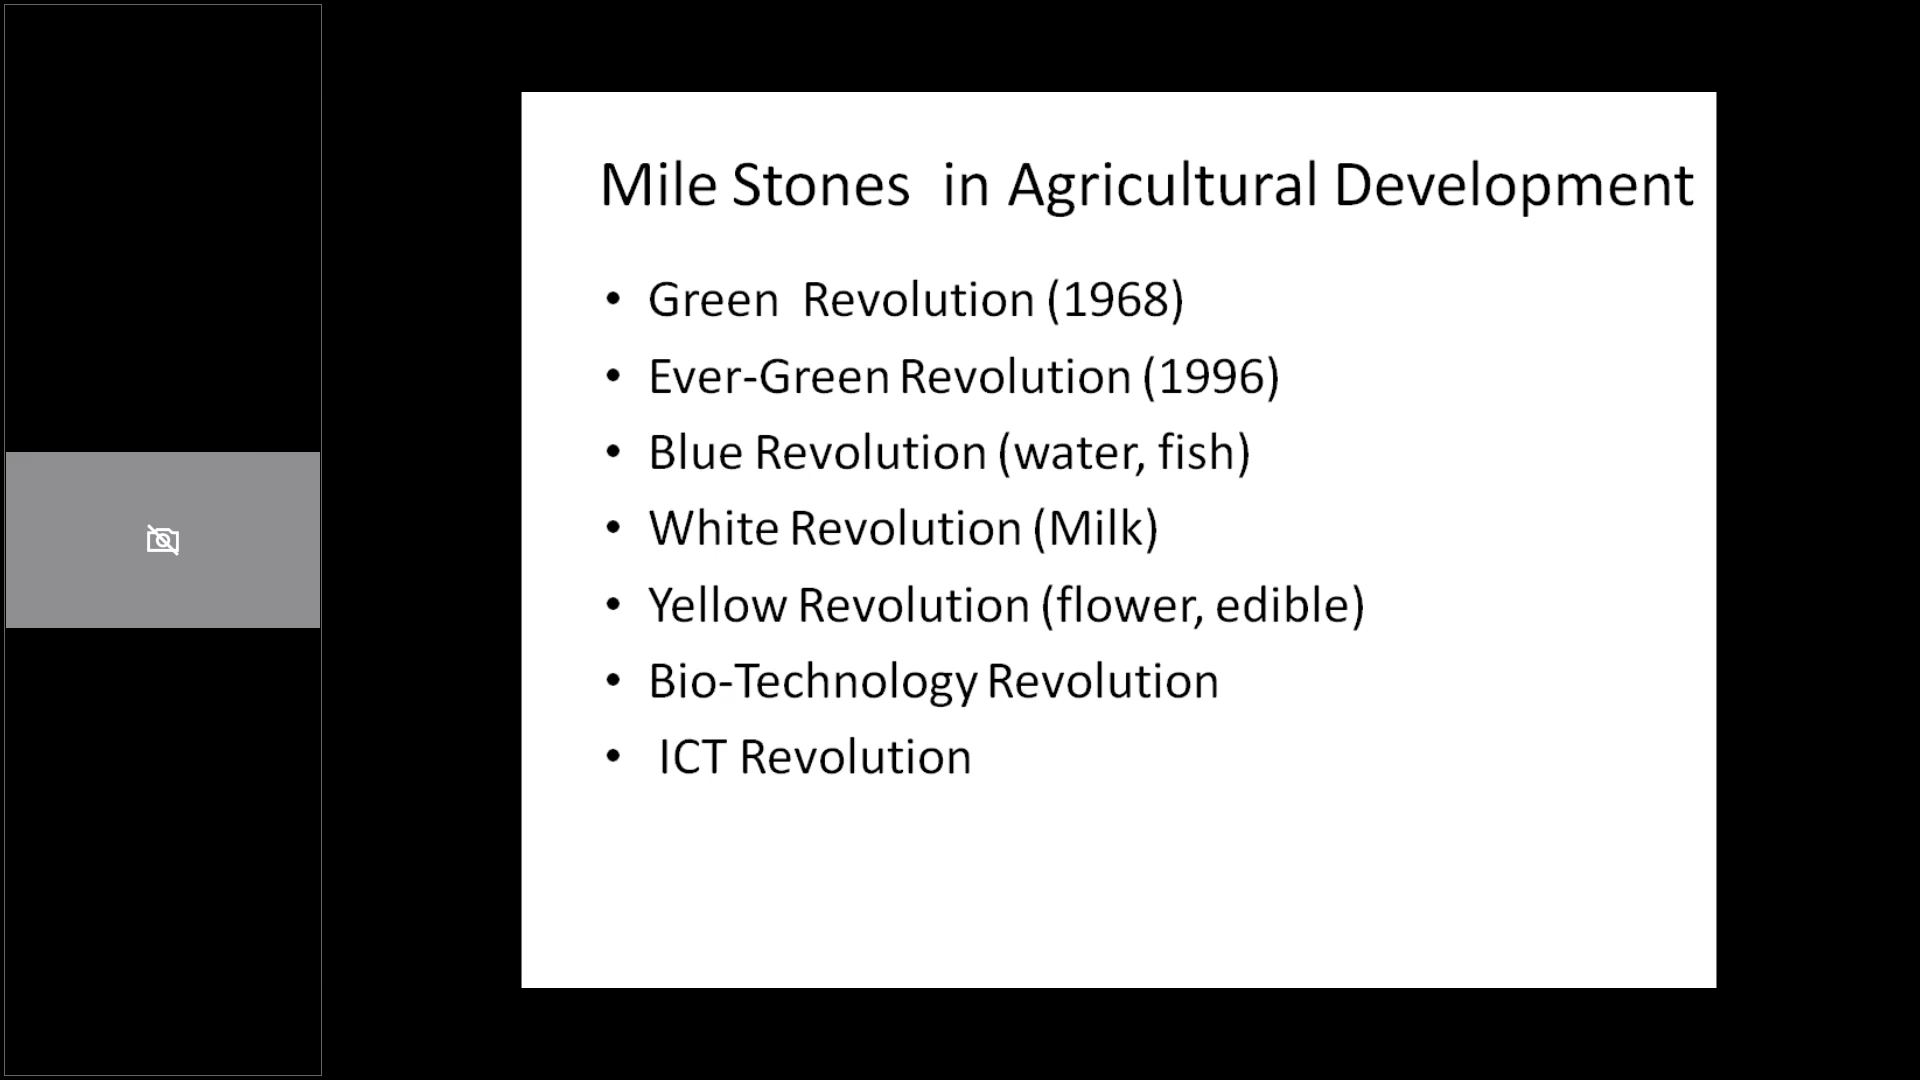 Mile Stones in Agricultural Development
• Green Revolution (1968)
• Ever-Green Revolution (1996)
• Blue Revolution (water, fish)
• White Revolution (Milk)
• Yellow Revolution (flower, edible)
• Bio-Technology Revolution
• ICT Revolution